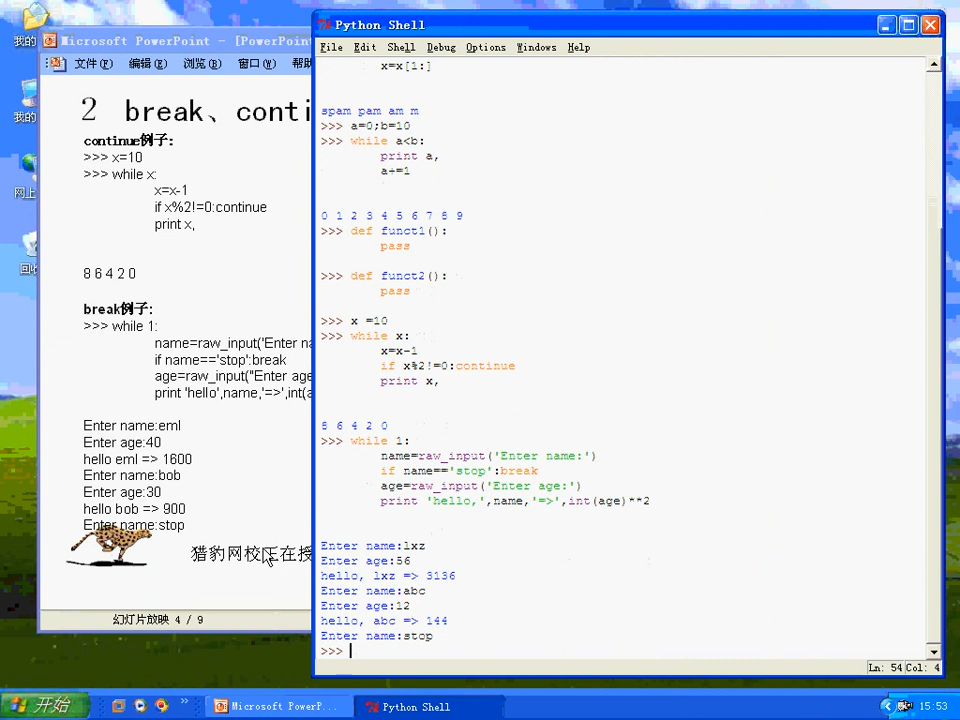 我的
我的
网上
回收
Microsoft PowerPoint - [PowerPoint
文件(F) 编辑(E) 浏览(B) 窗口(W) 帮助
2 break、conti
continue例子:
>>> x=10
>>> while x:
x=x-1
if x%2!=0:continue
print x,
8 6 4 2 0
break例子:
>>> while 1:
name=raw_input('Enter na
if name=='stop':break
age=raw_input("Enter age
print 'hello',name,'=>',int(a
Enter name:eml
Enter age:40
hello eml => 1600
Enter name:bob
Enter age:30
hello bob => 900
Enter name:stop
猎豹网校正在授
幻灯片放映 4 / 9
Python Shell
File Edit Shell Debug Options Windows Help
x=x[1:]
spam pam am m
>>> a=0;b=10
>>> while a<b:
print a,
a+=1
0 1 2 3 4 5 6 7 8 9
>>> def funct1():
pass
>>> def funct2():
pass
>>> x =10
>>> while x:
x=x-1
if x%2!=0:continue
print x,
8 6 4 2 0
>>> while 1:
name=raw_input('Enter name:')
if name=='stop':break
age=raw_input('Enter age:')
print 'hello,',name,'=>',int(age)**2
Enter name:lxz
Enter age:56
hello, lxz => 3136
Enter name:abc
Enter age:12
hello, abc => 144
Enter name:stop
>>>
Ln: 54 Col: 4
开始 Microsoft PowerP... Python Shell 15:53